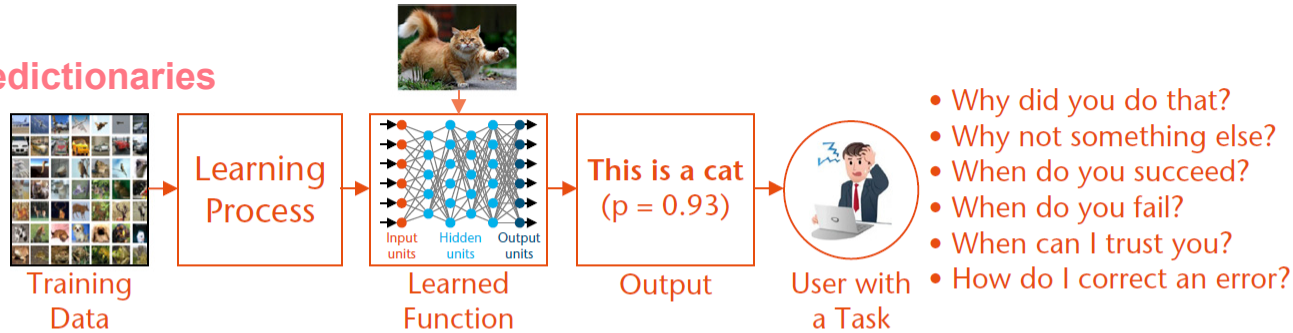 edictionaries
Learning
Process
Input
units
Hidden
units
Output
units
This is a cat
(p = 0.93)
Training
Data
Learned
Function
Output
User with
a Task
• Why did you do that?
• Why not something else?
• When do you succeed?
• When do you fail?
• When can I trust you?
• How do I correct an error?